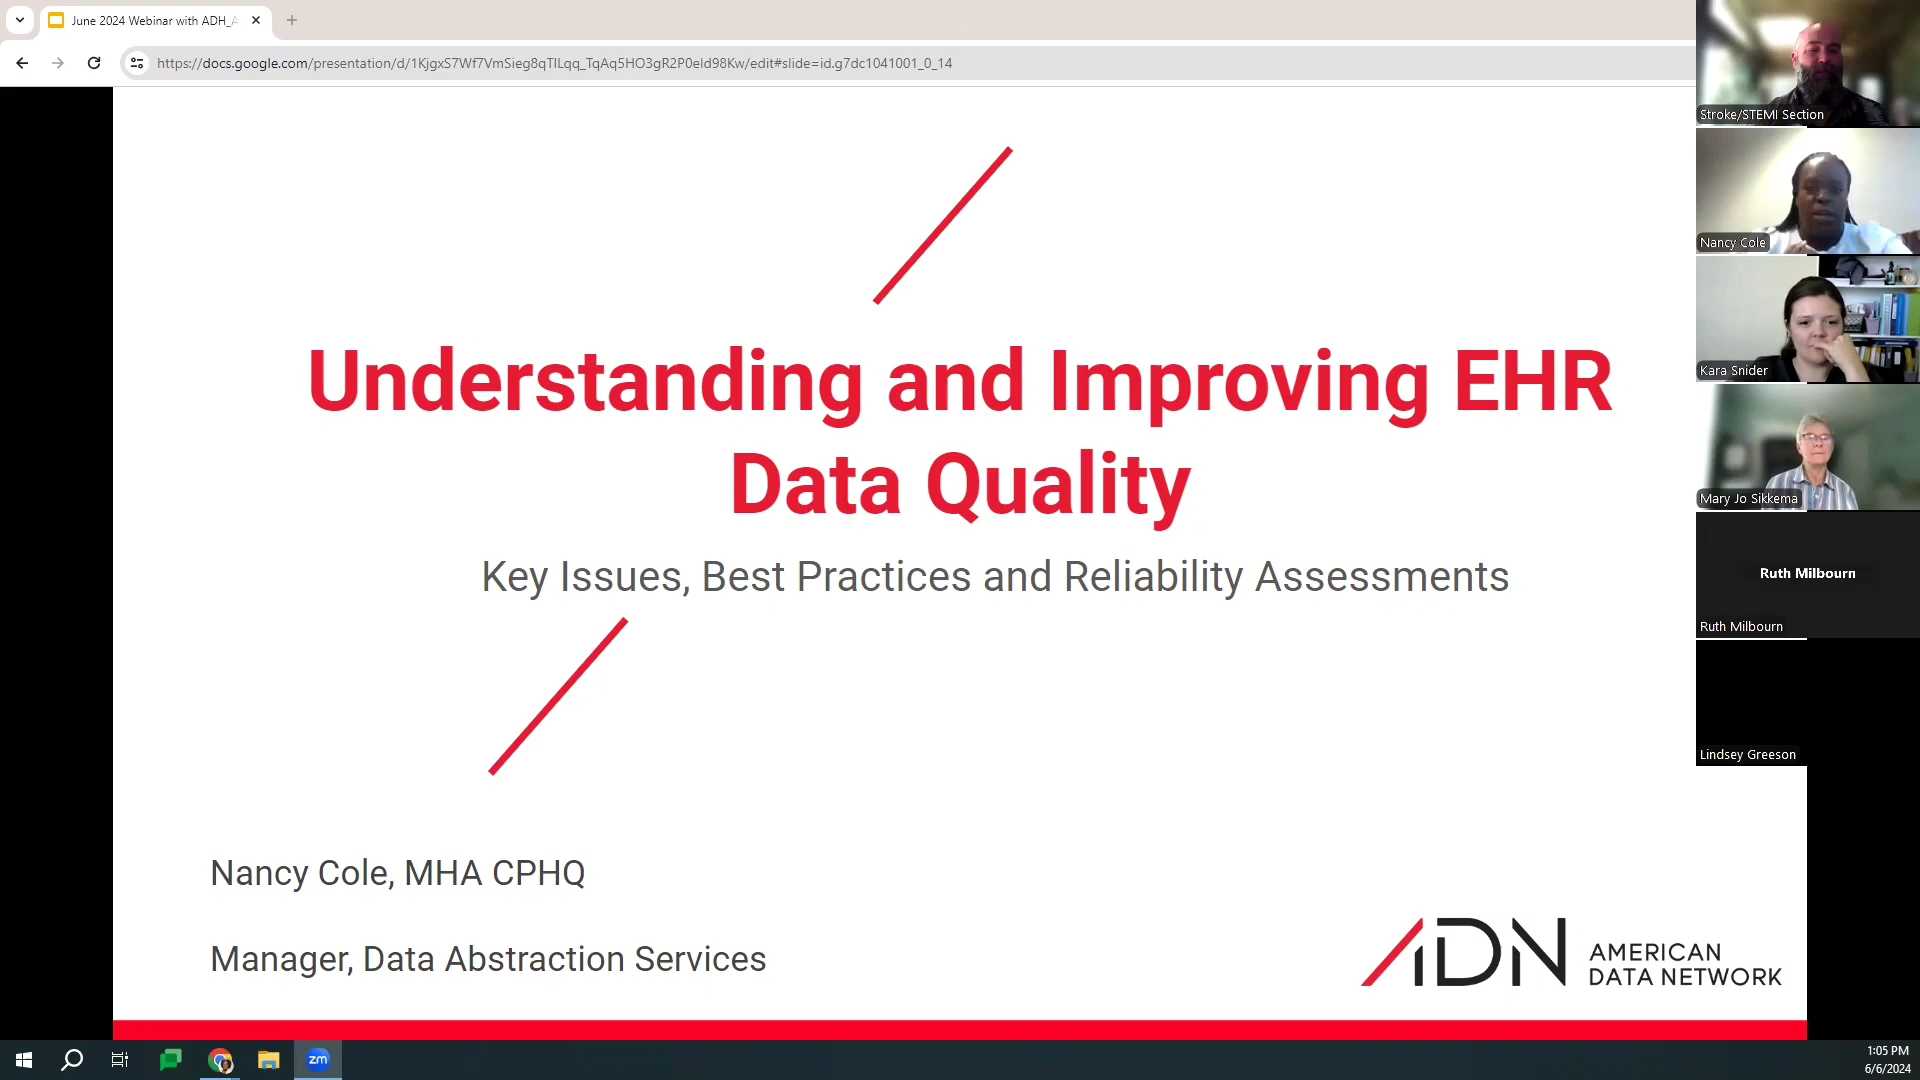 June 2024 Webinar with ADH_A
https://docs.google.com/presentation/d/1KjgxS7Wf7VmSieg8qTILqq_TqAq5HO3gR2P0eld98Kw/edit#slide=id.g7dc1041001_0_14
Understanding and Improving EHR
Data Quality
Key Issues, Best Practices and Reliability Assessments
Nancy Cole, MHA CPHQ
Manager, Data Abstraction Services
ADN
AMERICAN
DATA NETWORK
Stroke/STEMI Section
Nancy Cole
Kara Snider
Mary Jo Sikkema
Ruth Milbourn
Ruth Milbourn
Lindsey Greeson
zm
1:05 PM
6/6/2024